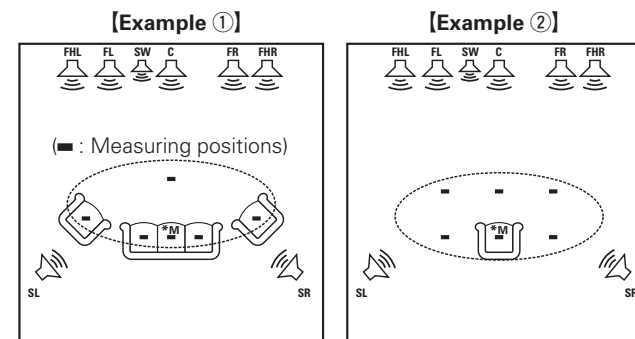 【Example ①】
FHL FL SW C FR FHR
(▬ : Measuring positions)
*M
SL SR
【Example ②】
FHL FL SW C FR FHR
*M
SL SR